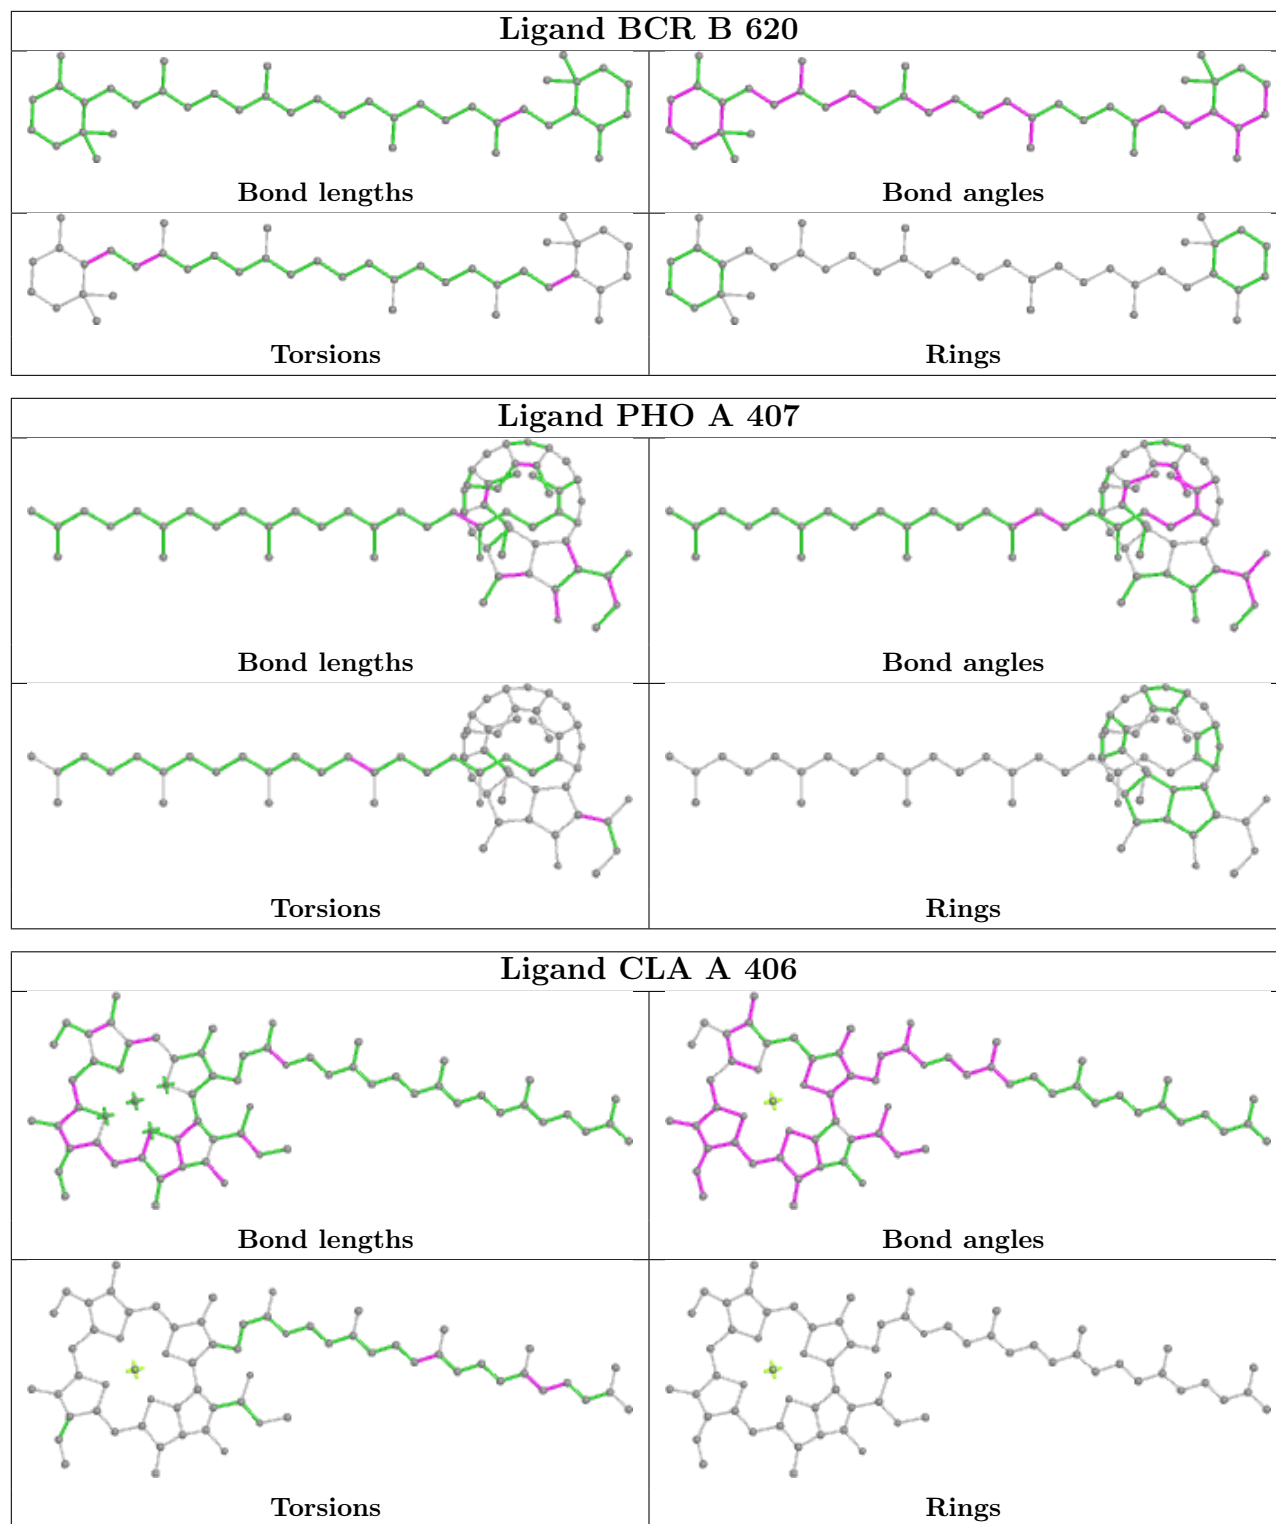 Ligand BCR B 620
Bond lengths
Bond angles
Torsions
Rings
Ligand PHO A 407
Bond lengths
Bond angles
Torsions
Rings
Ligand CLA A 406
Bond lengths
Bond angles
Torsions
Rings